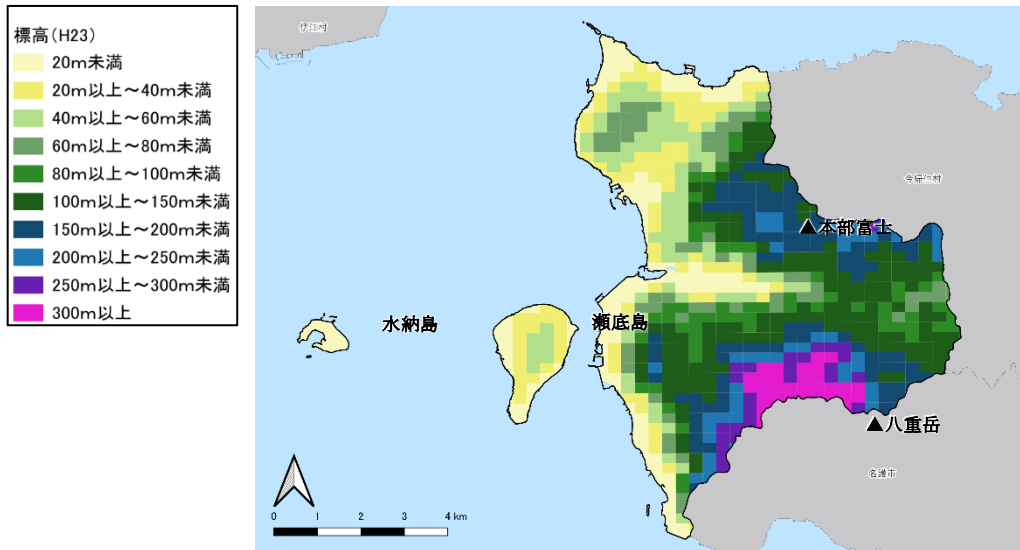 標高(H23)
20m未満
20m以上~40m未満
40m以上~60m未満
60m以上~80m未満
80m以上~100m未満
100m以上~150m未満
150m以上~200m未満
200m以上~250m未満
250m以上~300m未満
300m以上
伊江村
今帰仁村
▲本部富士
水納島
瀬底島
▲八重岳
名護市
0 1 2 3 4 km